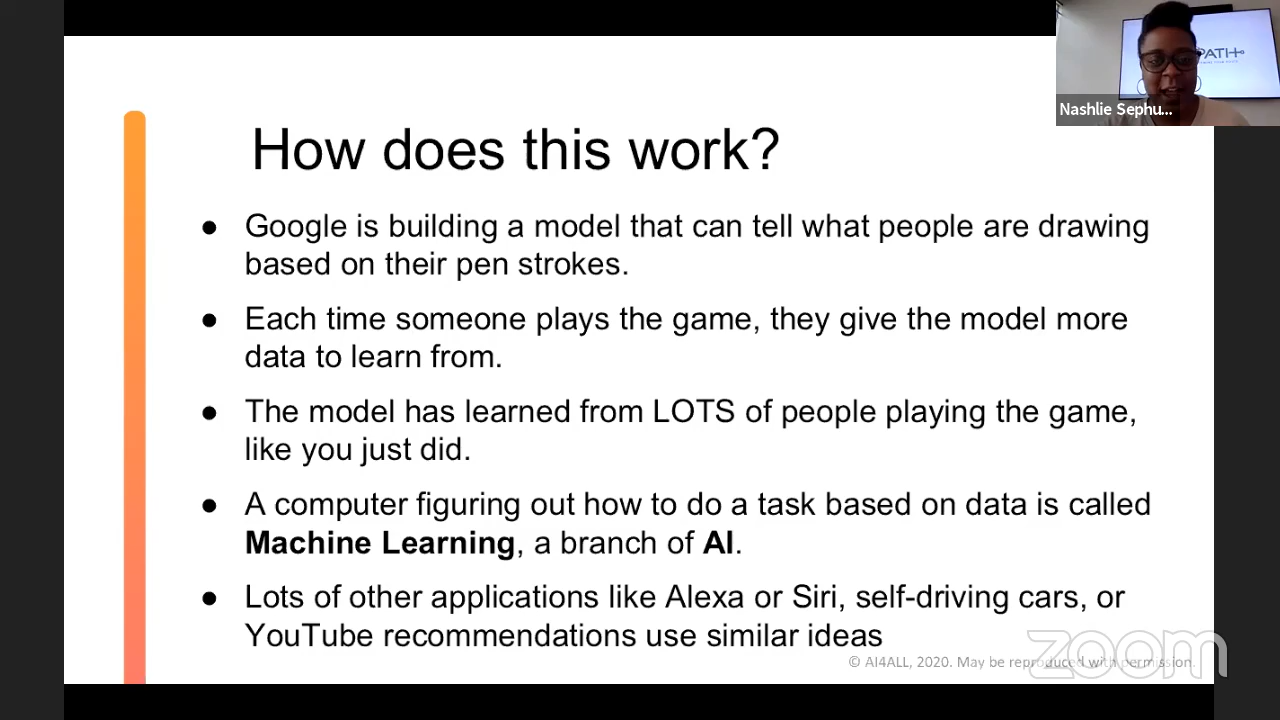 PATH
Nashlie Sephu...
How does this work?
● Google is building a model that can tell what people are drawing
based on their pen strokes.
● Each time someone plays the game, they give the model more
data to learn from.
● The model has learned from LOTS of people playing the game,
like you just did.
● A computer figuring out how to do a task based on data is called
Machine Learning, a branch of AI.
● Lots of other applications like Alexa or Siri, self-driving cars, or
YouTube recommendations use similar ideas
© AI4ALL, 2020. May be reproduced with permission.
zoom